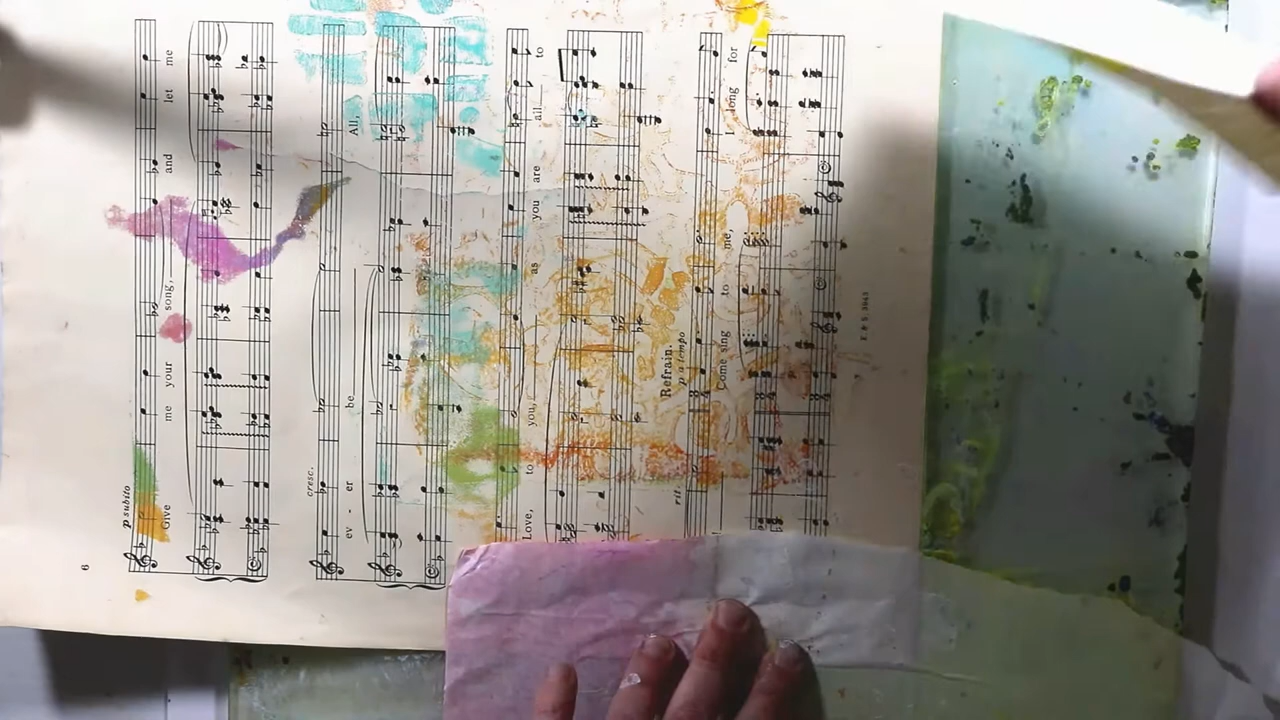 6
p subito
Give me your song, and let me
cresc.
ev - er be All,
Love, to you, as you are all to
rit.
Refrain.
p a tempo
Come sing to me, I long for